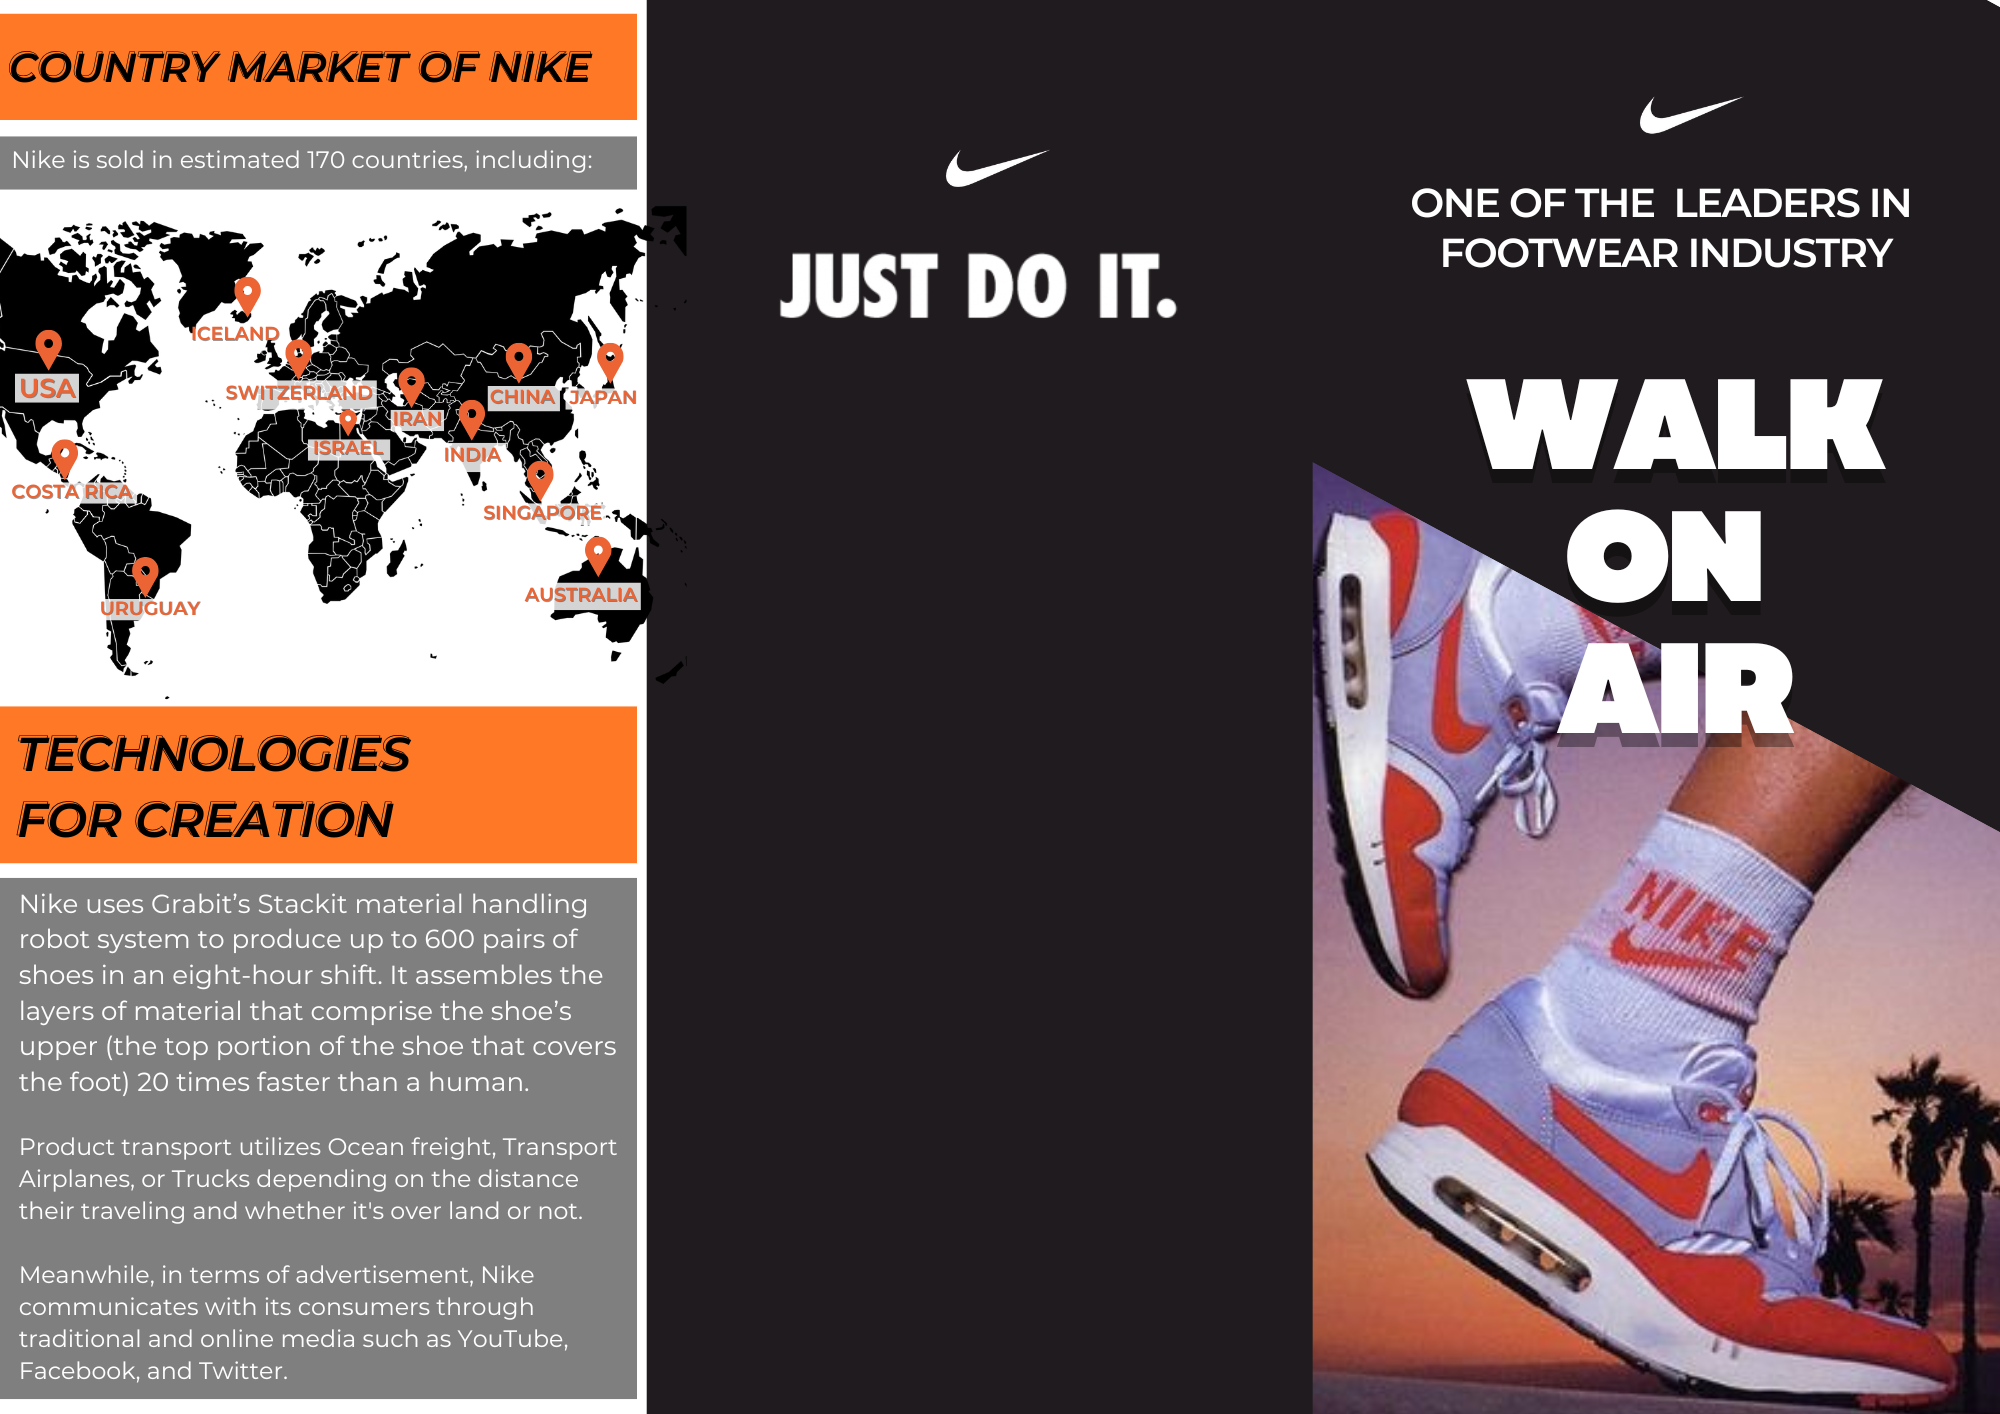 COUNTRY MARKET OF NIKE
Nike is sold in estimated 170 countries, including:
ICELAND
USA
SWITZERLAND
IRAN
CHINA
JAPAN
ISRAEL
INDIA
COSTA RICA
SINGAPORE
AUSTRALIA
URUGUAY
TECHNOLOGIES
FOR CREATION
Nike uses Grabit’s Stackit material handling
robot system to produce up to 600 pairs of
shoes in an eight-hour shift. It assembles the
layers of material that comprise the shoe’s
upper (the top portion of the shoe that covers
the foot) 20 times faster than a human.
Product transport utilizes Ocean freight, Transport
Airplanes, or Trucks depending on the distance
their traveling and whether it's over land or not.
Meanwhile, in terms of advertisement, Nike
communicates with its consumers through
traditional and online media such as YouTube,
Facebook, and Twitter.
JUST DO IT.
ONE OF THE LEADERS IN
FOOTWEAR INDUSTRY
WALK
ON
AIR
NIKE